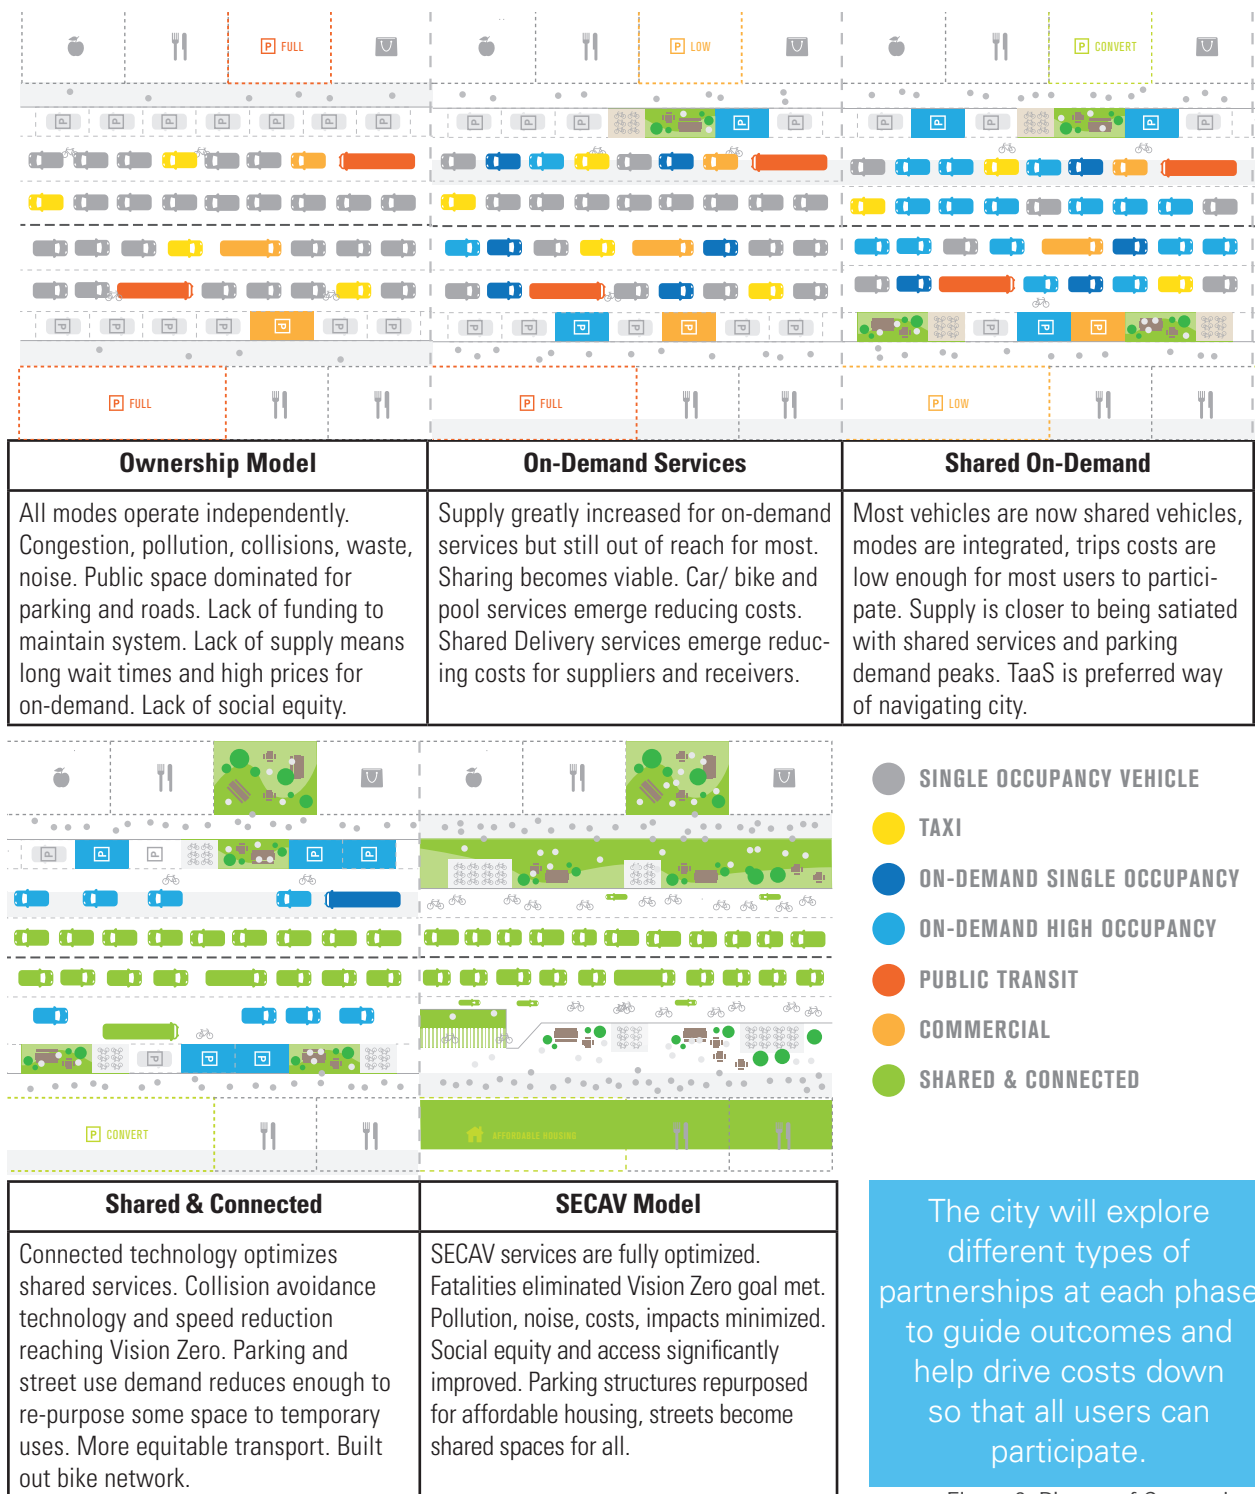 P FULL
P LOW
P CONVERT
P P P P P P P
P P P P P
P P P P P
P P P P P P P
P P P P P P
P P P
P FULL
P FULL
P LOW
Ownership Model
All modes operate independently.
Congestion, pollution, collisions, waste,
noise. Public space dominated for
parking and roads. Lack of funding to
maintain system. Lack of supply means
long wait times and high prices for
on-demand. Lack of social equity.
On-Demand Services
Supply greatly increased for on-demand
services but still out of reach for most.
Sharing becomes viable. Car/ bike and
pool services emerge reducing costs.
Shared Delivery services emerge reduc-
ing costs for suppliers and receivers.
Shared On-Demand
Most vehicles are now shared vehicles,
modes are integrated, trips costs are
low enough for most users to partici-
pate. Supply is closer to being satiated
with shared services and parking
demand peaks. TaaS is preferred way
of navigating city.
P P P P P
P P P
P CONVERT
AFFORDABLE HOUSING
SINGLE OCCUPANCY VEHICLE
TAXI
ON-DEMAND SINGLE OCCUPANCY
ON-DEMAND HIGH OCCUPANCY
PUBLIC TRANSIT
COMMERCIAL
SHARED & CONNECTED
Shared & Connected
Connected technology optimizes
shared services. Collision avoidance
technology and speed reduction
reaching Vision Zero. Parking and
street use demand reduces enough to
re-purpose some space to temporary
uses. More equitable transport. Built
out bike network.
SECAV Model
SECAV services are fully optimized.
Fatalities eliminated Vision Zero goal met.
Pollution, noise, costs, impacts minimized.
Social equity and access significantly
improved. Parking structures repurposed
for affordable housing, streets become
shared spaces for all.
The city will explore
different types of
partnerships at each phase
to guide outcomes and
help drive costs down
so that all users can
participate.